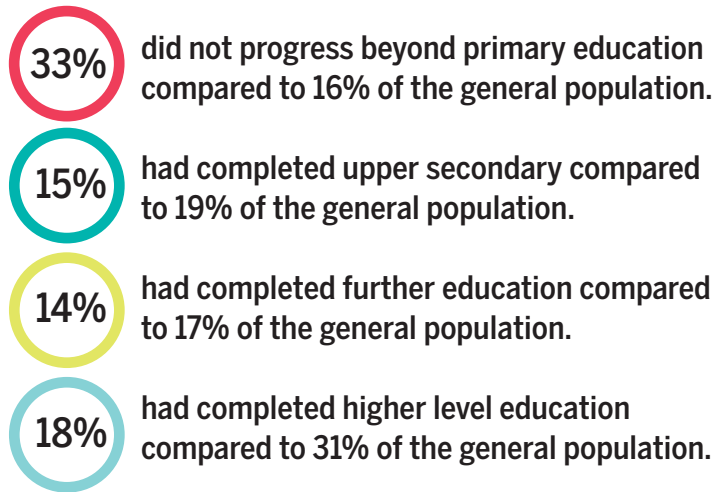 33%
did not progress beyond primary education
compared to 16% of the general population.
15%
had completed upper secondary compared
to 19% of the general population.
14%
had completed further education compared
to 17% of the general population.
18%
had completed higher level education
compared to 31% of the general population.